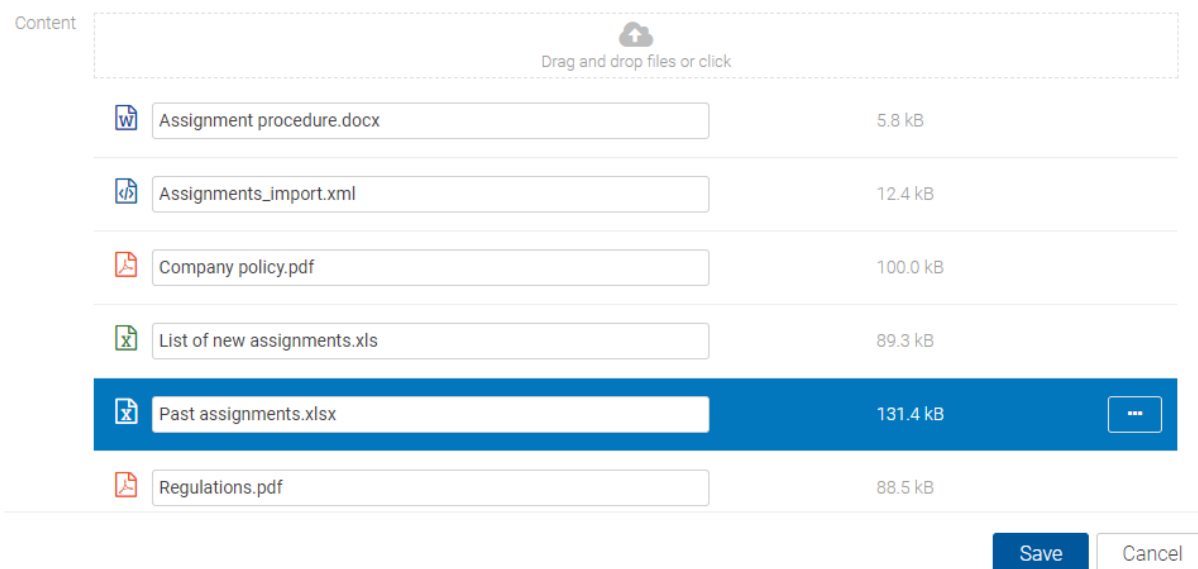 Content
Drag and drop files or click
Assignment procedure.docx 5.8 kB
Assignments_import.xml 12.4 kB
Company policy.pdf 100.0 kB
List of new assignments.xls 89.3 kB
Past assignments.xlsx 131.4 kB
Regulations.pdf 88.5 kB
Save Cancel